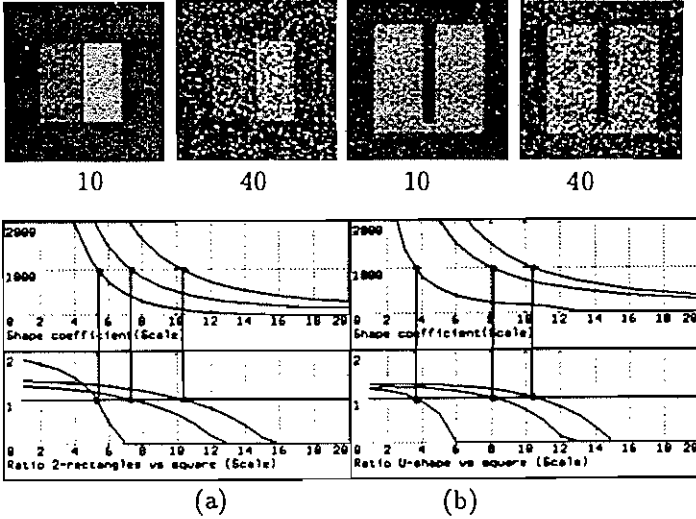 10 40 10 40
2000
1000
0 2 4 6 8 10 12 14 16 18 20
Shape coefficient(Scale)
2
1
0 2 4 6 8 10 12 14 16 18 20
Ratio 2-rectangles vs square (Scale)
2000
1000
0 2 4 6 8 10 12 14 16 18 20
Shape coefficient(Scale)
2
1
0 2 4 6 8 10 12 14 16 18 20
Ratio U-shape vs square (Scale)
(a) (b)